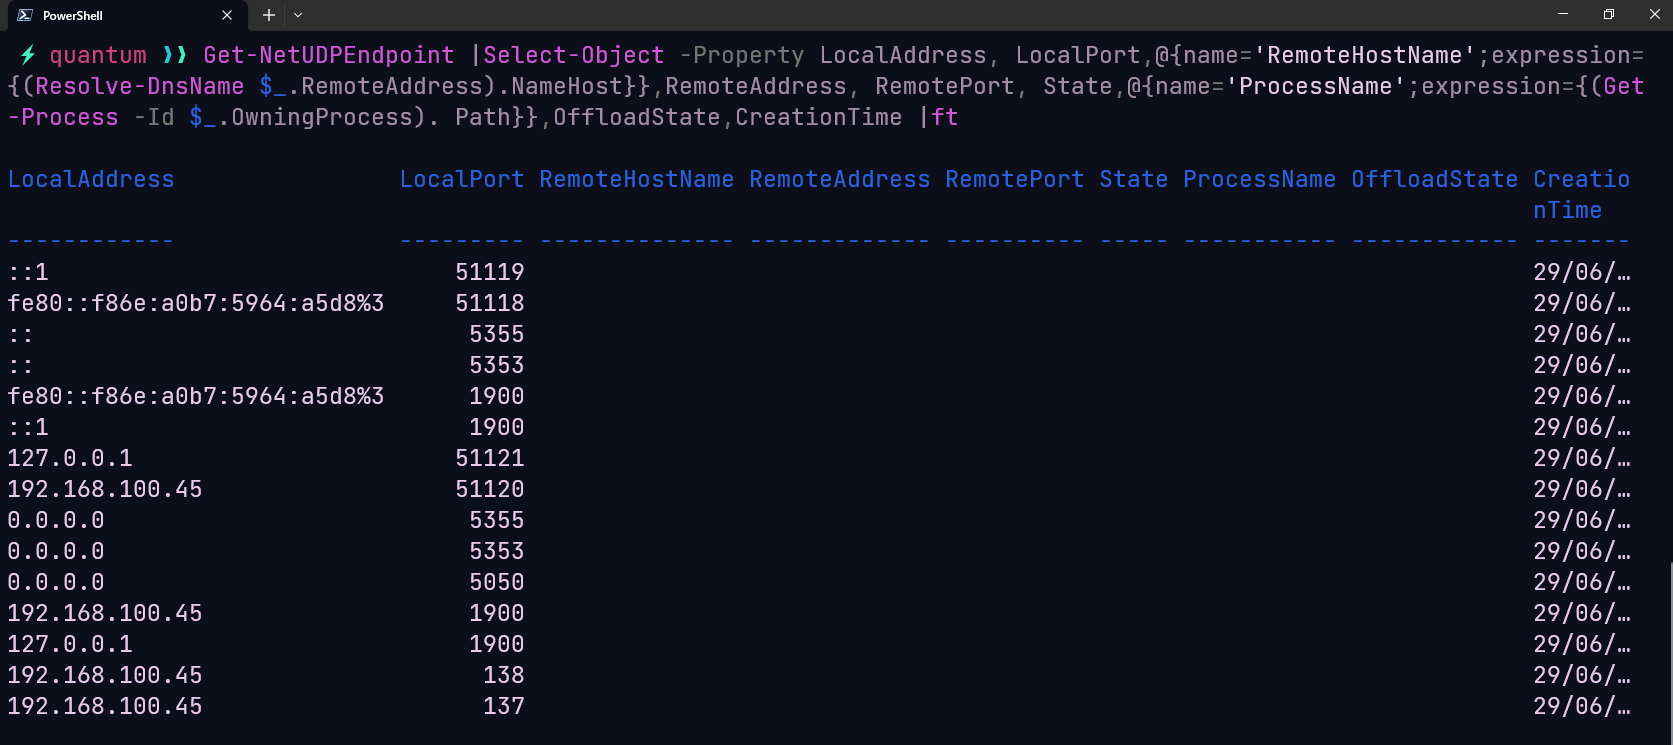 PowerShell
quantum ❯❯ Get-NetUDPEndpoint |Select-Object -Property LocalAddress, LocalPort,@{name='RemoteHostName';expression=
{(Resolve-DnsName $_.RemoteAddress).NameHost}},RemoteAddress, RemotePort, State,@{name='ProcessName';expression={(Get
-Process -Id $_.OwningProcess). Path}},OffloadState,CreationTime |ft
LocalAddress LocalPort RemoteHostName RemoteAddress RemotePort State ProcessName OffloadState Creatio
nTime
------------ --------- -------------- ------------- ---------- ----- ----------- ------------ -------
::1 51119 29/06/…
fe80::f86e:a0b7:5964:a5d8%3 51118 29/06/…
:: 5355 29/06/…
:: 5353 29/06/…
fe80::f86e:a0b7:5964:a5d8%3 1900 29/06/…
::1 1900 29/06/…
127.0.0.1 51121 29/06/…
192.168.100.45 51120 29/06/…
0.0.0.0 5355 29/06/…
0.0.0.0 5353 29/06/…
0.0.0.0 5050 29/06/…
192.168.100.45 1900 29/06/…
127.0.0.1 1900 29/06/…
192.168.100.45 138 29/06/…
192.168.100.45 137 29/06/…